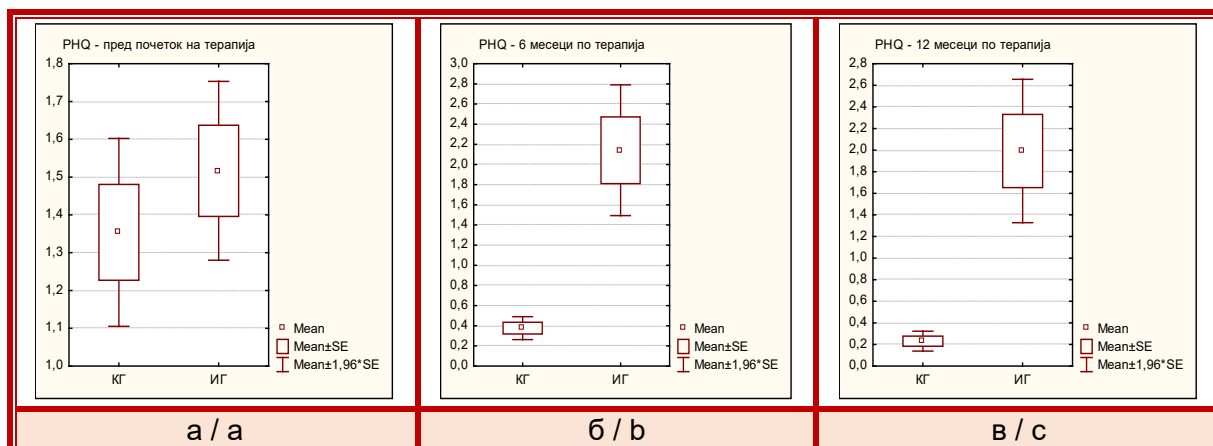 PHQ - пред почеток на терапија
1,8
1,7
1,6
1,5
1,4
1,3
1,2
1,1
1,0
КГ
ИГ
Mean
Mean±SE
Mean±1,96*SE
PHQ - 6 месеци по терапија
3,0
2,8
2,6
2,4
2,2
2,0
1,8
1,6
1,4
1,2
1,0
0,8
0,6
0,4
0,2
0,0
КГ
ИГ
Mean
Mean±SE
Mean±1,96*SE
PHQ - 12 месеци по терапија
2,8
2,6
2,4
2,2
2,0
1,8
1,6
1,4
1,2
1,0
0,8
0,6
0,4
0,2
0,0
КГ
ИГ
Mean
Mean±SE
Mean±1,96*SE
а / a
б / b
в / c